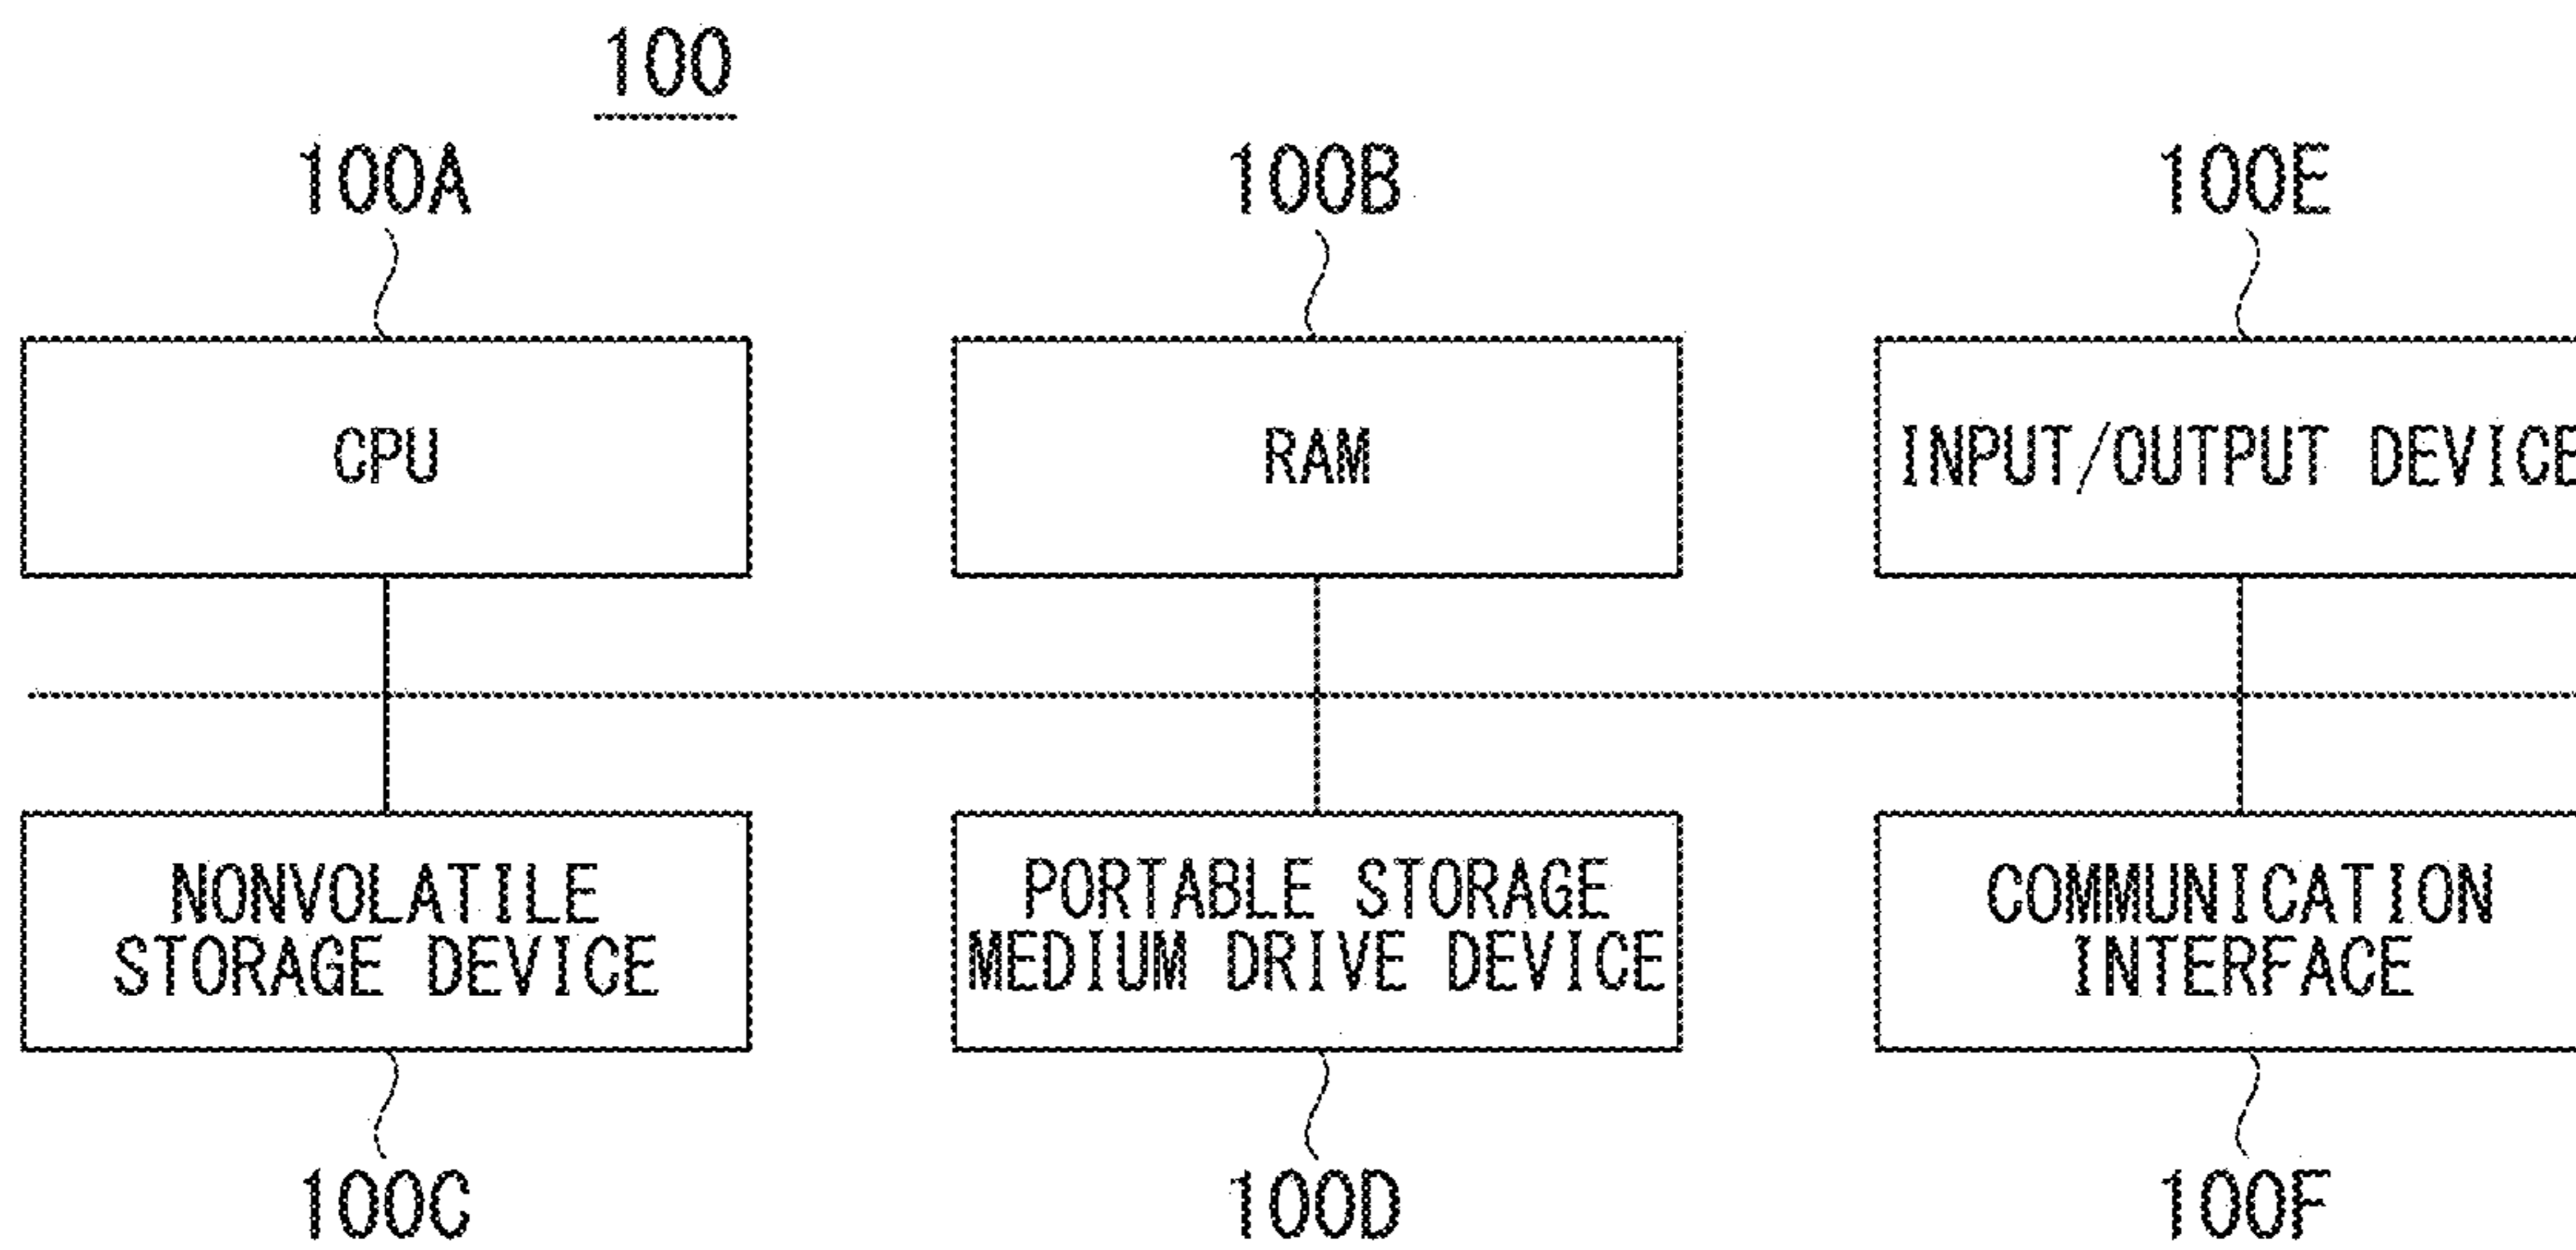 100
100A
100B
100E
CPU
RAM
INPUT/OUTPUT DEVICE
NONVOLATILE
STORAGE DEVICE
PORTABLE STORAGE
MEDIUM DRIVE DEVICE
COMMUNICATION
INTERFACE
100C
100D
100F